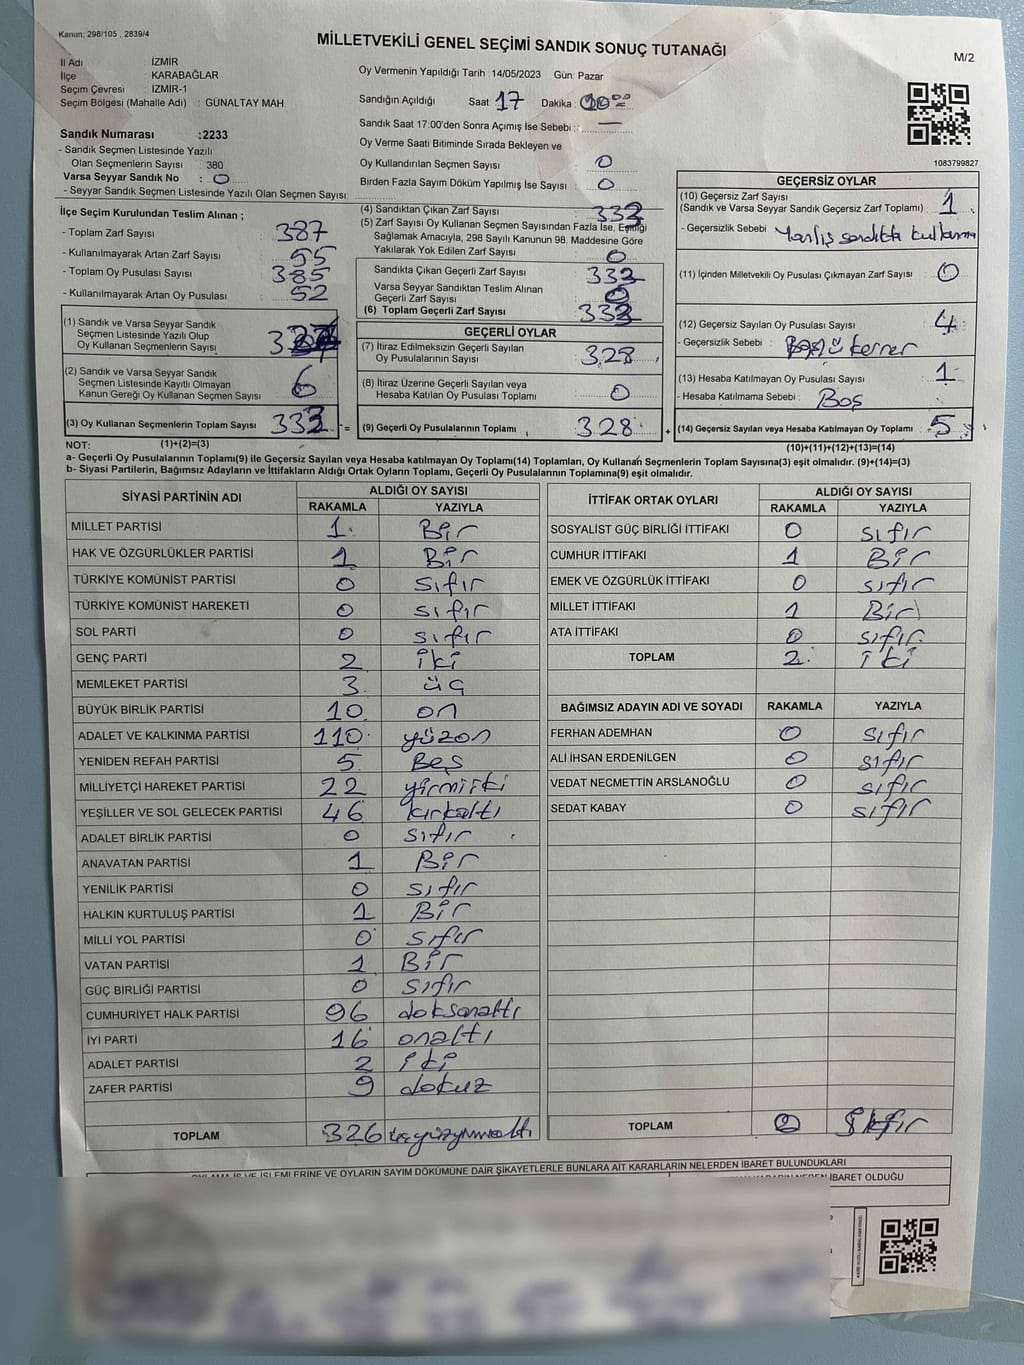 Kanun; 298/105 , 2839/4
MİLLETVEKİLİ GENEL SEÇİMİ SANDIK SONUÇ TUTANAĞI
M/2
İl Adı : İZMİR
İlçe : KARABAĞLAR
Seçim Çevresi : İZMİR-1
Seçim Bölgesi (Mahalle Adı) : GÜNALTAY MAH
Sandık Numarası :2233
- Sandık Seçmen Listesinde Yazılı
Olan Seçmenlerin Sayısı : 380
Varsa Seyyar Sandık No : 0
- Seyyar Sandık Seçmen Listesinde Yazılı Olan Seçmen Sayısı:
Oy Vermenin Yapıldığı Tarih :14/05/2023 Gün: Pazar
Sandığın Açıldığı Saat: 17 Dakika: 00
Sandık Saat 17:00'den Sonra Açımış İse Sebebi : —
Oy Verme Saati Bitiminde Sırada Bekleyen ve
Oy Kullandırılan Seçmen Sayısı 0
Birden Fazla Sayım Döküm Yapılmış İse Sayısı 0
1083799827
İlçe Seçim Kurulundan Teslim Alınan ;
- Toplam Zarf Sayısı : 387
- Kullanılmayarak Artan Zarf Sayısı : 55
- Toplam Oy Pusulası Sayısı : 385
- Kullanılmayarak Artan Oy Pusulası : 52
(1) Sandık ve Varsa Seyyar Sandık
Seçmen Listesinde Yazılı Olup
Oy Kullanan Seçmenlerin Sayısı
(2) Sandık ve Varsa Seyyar Sandık
Seçmen Listesinde Kayıtlı Olmayan
Kanun Gereği Oy Kullanan Seçmen Sayısı 6
(3) Oy Kullanan Seçmenlerin Toplam Sayısı 333 =
(4) Sandıktan Çıkan Zarf Sayısı 333
(5) Zarf Sayısı Oy Kullanan Seçmen Sayısından Fazla İse, Eşitliği
Sağlamak Amacıyla, 298 Sayılı Kanunun 98. Maddesine Göre
Yakılarak Yok Edilen Zarf Sayısı 0
Sandıkta Çıkan Geçerli Zarf Sayısı 332
Varsa Seyyar Sandıktan Teslim Alınan
Geçerli Zarf Sayısı 0
(6) Toplam Geçerli Zarf Sayısı 332
GEÇERLİ OYLAR
(7) İtiraz Edilmeksizin Geçerli Sayılan
Oy Pusulalarının Sayısı 328
(8) İtiraz Üzerine Geçerli Sayılan veya
Hesaba Katılan Oy Pusulası Toplamı 0
(9) Geçerli Oy Pusulalarının Toplamı 328 +
GEÇERSİZ OYLAR
(10) Geçersiz Zarf Sayısı
(Sandık ve Varsa Seyyar Sandık Geçersiz Zarf Toplamı) 1
- Geçersizlik Sebebi : Yanlış sandıkta kullanma
(11) İçinden Milletvekili Oy Pusulası Çıkmayan Zarf Sayısı 0
(12) Geçersiz Sayılan Oy Pusulası Sayısı 4
- Geçersizlik Sebebi :
(13) Hesaba Katılmayan Oy Pusulası Sayısı 1
- Hesaba Katılmama Sebebi : Boş
(14) Geçersiz Sayılan veya Hesaba Katılmayan Oy Toplamı 5
NOT: (1)+(2)=(3)
(10)+(11)+(12)+(13)=(14)
a- Geçerli Oy Pusulalarının Toplamı(9) ile Geçersiz Sayılan veya Hesaba katılmayan Oy Toplamı(14) Toplamları, Oy Kullanan Seçmenlerin Toplam Sayısına(3) eşit olmalıdır. (9)+(14)=(3)
b- Siyasi Partilerin, Bağımsız Adayların ve İttifakların Aldığı Ortak Oyların Toplamı, Geçerli Oy Pusulalarının Toplamına(9) eşit olmalıdır.
SİYASİ PARTİNİN ADI ALDIĞI OY SAYISI
RAKAMLA YAZIYLA
MİLLET PARTİSİ 1 Bir
HAK VE ÖZGÜRLÜKLER PARTİSİ 1 Bir
TÜRKİYE KOMÜNİST PARTİSİ 0 sıfır
TÜRKİYE KOMÜNİST HAREKETİ 0 sıfır
SOL PARTİ 0 sıfır
GENÇ PARTİ 2 iki
MEMLEKET PARTİSİ 3 üç
BÜYÜK BİRLİK PARTİSİ 10 on
ADALET VE KALKINMA PARTİSİ 110 yüzon
YENİDEN REFAH PARTİSİ 5 Beş
MİLLİYETÇİ HAREKET PARTİSİ 22 yirmiiki
YEŞİLLER VE SOL GELECEK PARTİSİ 46 kırkaltı
ADALET BİRLİK PARTİSİ 0 sıfır
ANAVATAN PARTİSİ 1 Bir
YENİLİK PARTİSİ 0 sıfır
HALKIN KURTULUŞ PARTİSİ 1 Bir
MİLLİ YOL PARTİSİ 0 sıfır
VATAN PARTİSİ 1 Bir
GÜÇ BİRLİĞİ PARTİSİ 0 sıfır
CUMHURİYET HALK PARTİSİ 96 doksanaltı
İYİ PARTİ 16 onaltı
ADALET PARTİSİ 2 iki
ZAFER PARTİSİ 9 dokuz
TOPLAM 326 üçyüzyirmialtı
İTTİFAK ORTAK OYLARI ALDIĞI OY SAYISI
RAKAMLA YAZIYLA
SOSYALİST GÜÇ BİRLİĞİ İTTİFAKI 0 sıfır
CUMHUR İTTİFAKI 1 Bir
EMEK VE ÖZGÜRLÜK İTTİFAKI 0 sıfır
MİLLET İTTİFAKI 1 Bir
ATA İTTİFAKI 0 sıfır
TOPLAM 2 iki
BAĞIMSIZ ADAYIN ADI VE SOYADI RAKAMLA YAZIYLA
FERHAN ADEMHAN 0 sıfır
ALİ İHSAN ERDENİLGEN 0 sıfır
VEDAT NECMETTİN ARSLANOĞLU 0 sıfır
SEDAT KABAY 0 sıfır
TOPLAM 0 sıfır
OYLAMA İŞ VE İŞLEMLERİNE VE OYLARIN SAYIM DÖKÜMÜNE DAİR ŞİKAYETLERLE BUNLARA AİT KARARLARIN NELERDEN İBARET BULUNDUKLARI
İBARET OLDUĞU